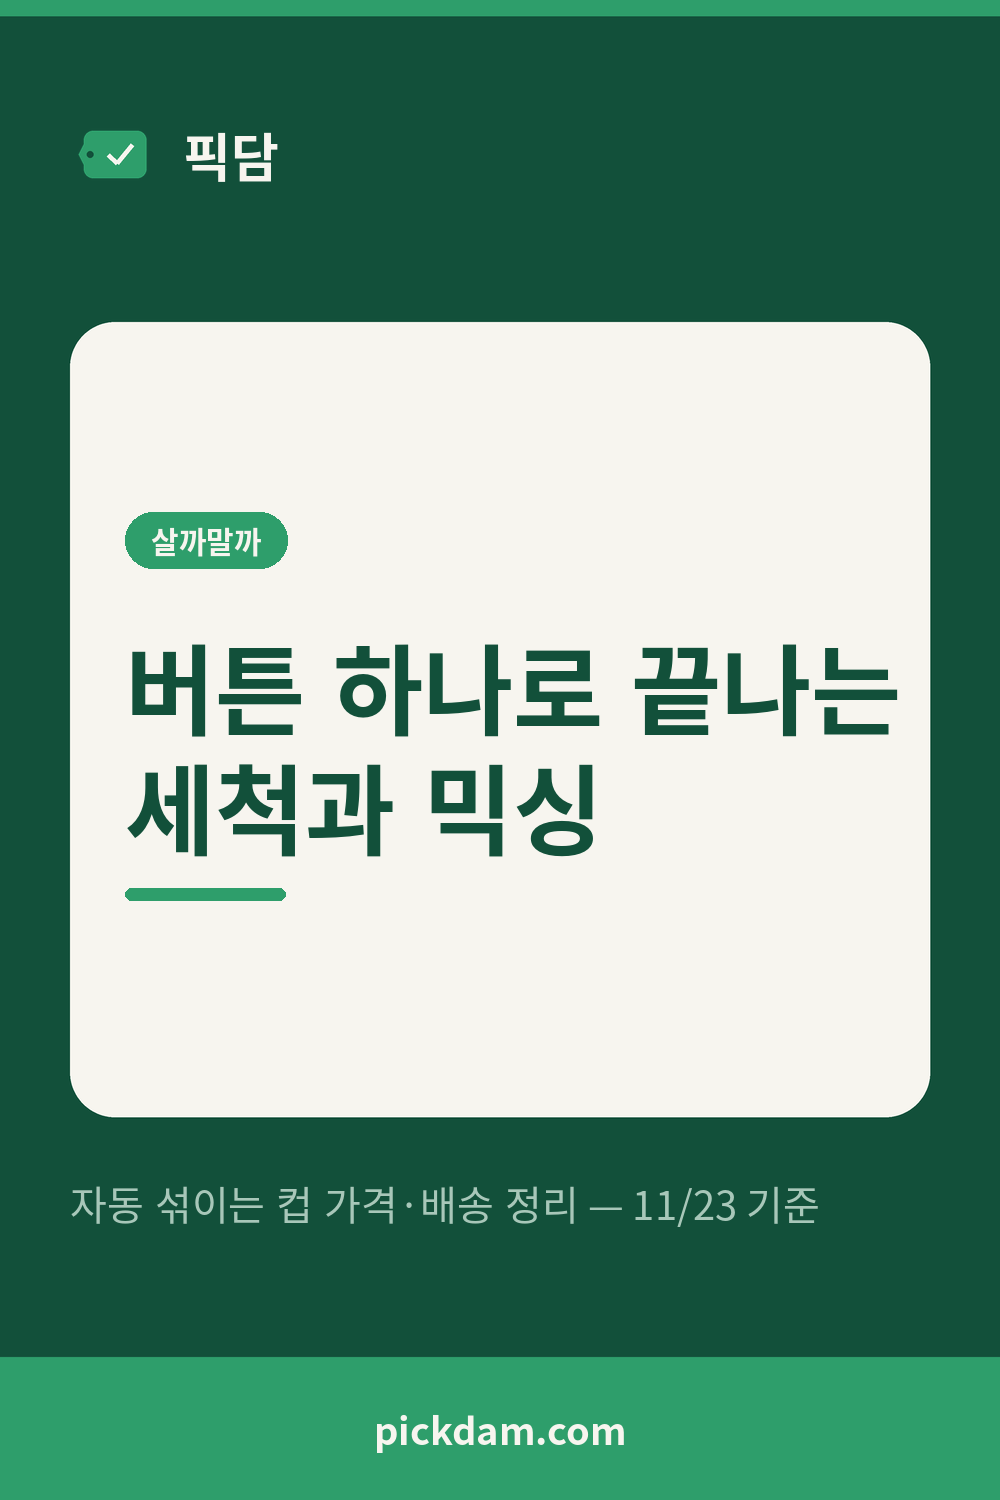 픽담
살까말까
버튼 하나로 끝나는
세척과 믹싱
자동 섞이는 컵 가격·배송 정리 — 11/23 기준
pickdam.com